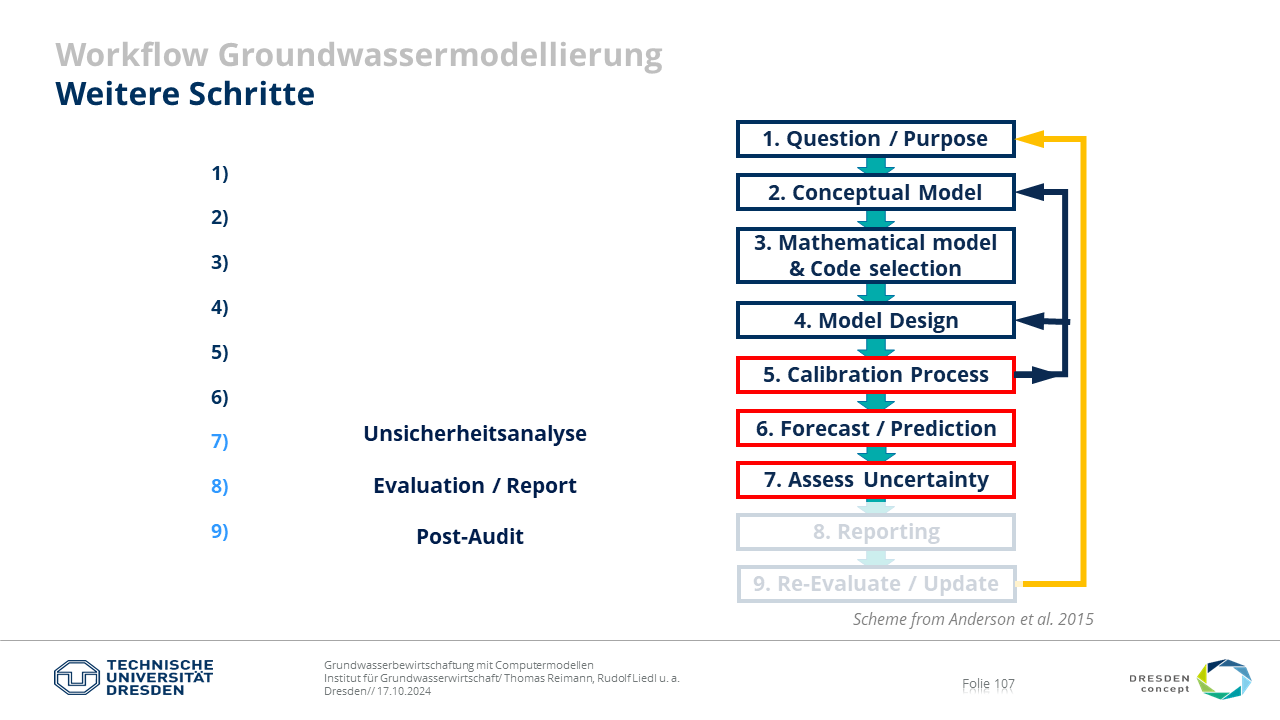 Workflow Groundwassermodellierung
Weitere Schritte
1)
2)
3)
4)
5)
6)
7)
8)
9)
Unsicherheitsanalyse
Evaluation / Report
Post-Audit
1. Question / Purpose
2. Conceptual Model
3. Mathematical model
& Code selection
4. Model Design
5. Calibration Process
6. Forecast / Prediction
7. Assess Uncertainty
8. Reporting
9. Re-Evaluate / Update
Scheme from Anderson et al. 2015
TECHNISCHE
UNIVERSITÄT
DRESDEN
Grundwasserbewirtschaftung mit Computermodellen
Institut für Grundwasserwirtschaft/ Thomas Reimann, Rudolf Liedl u. a.
Dresden// 17.10.2024
Folie 107
DRESDEN
concept